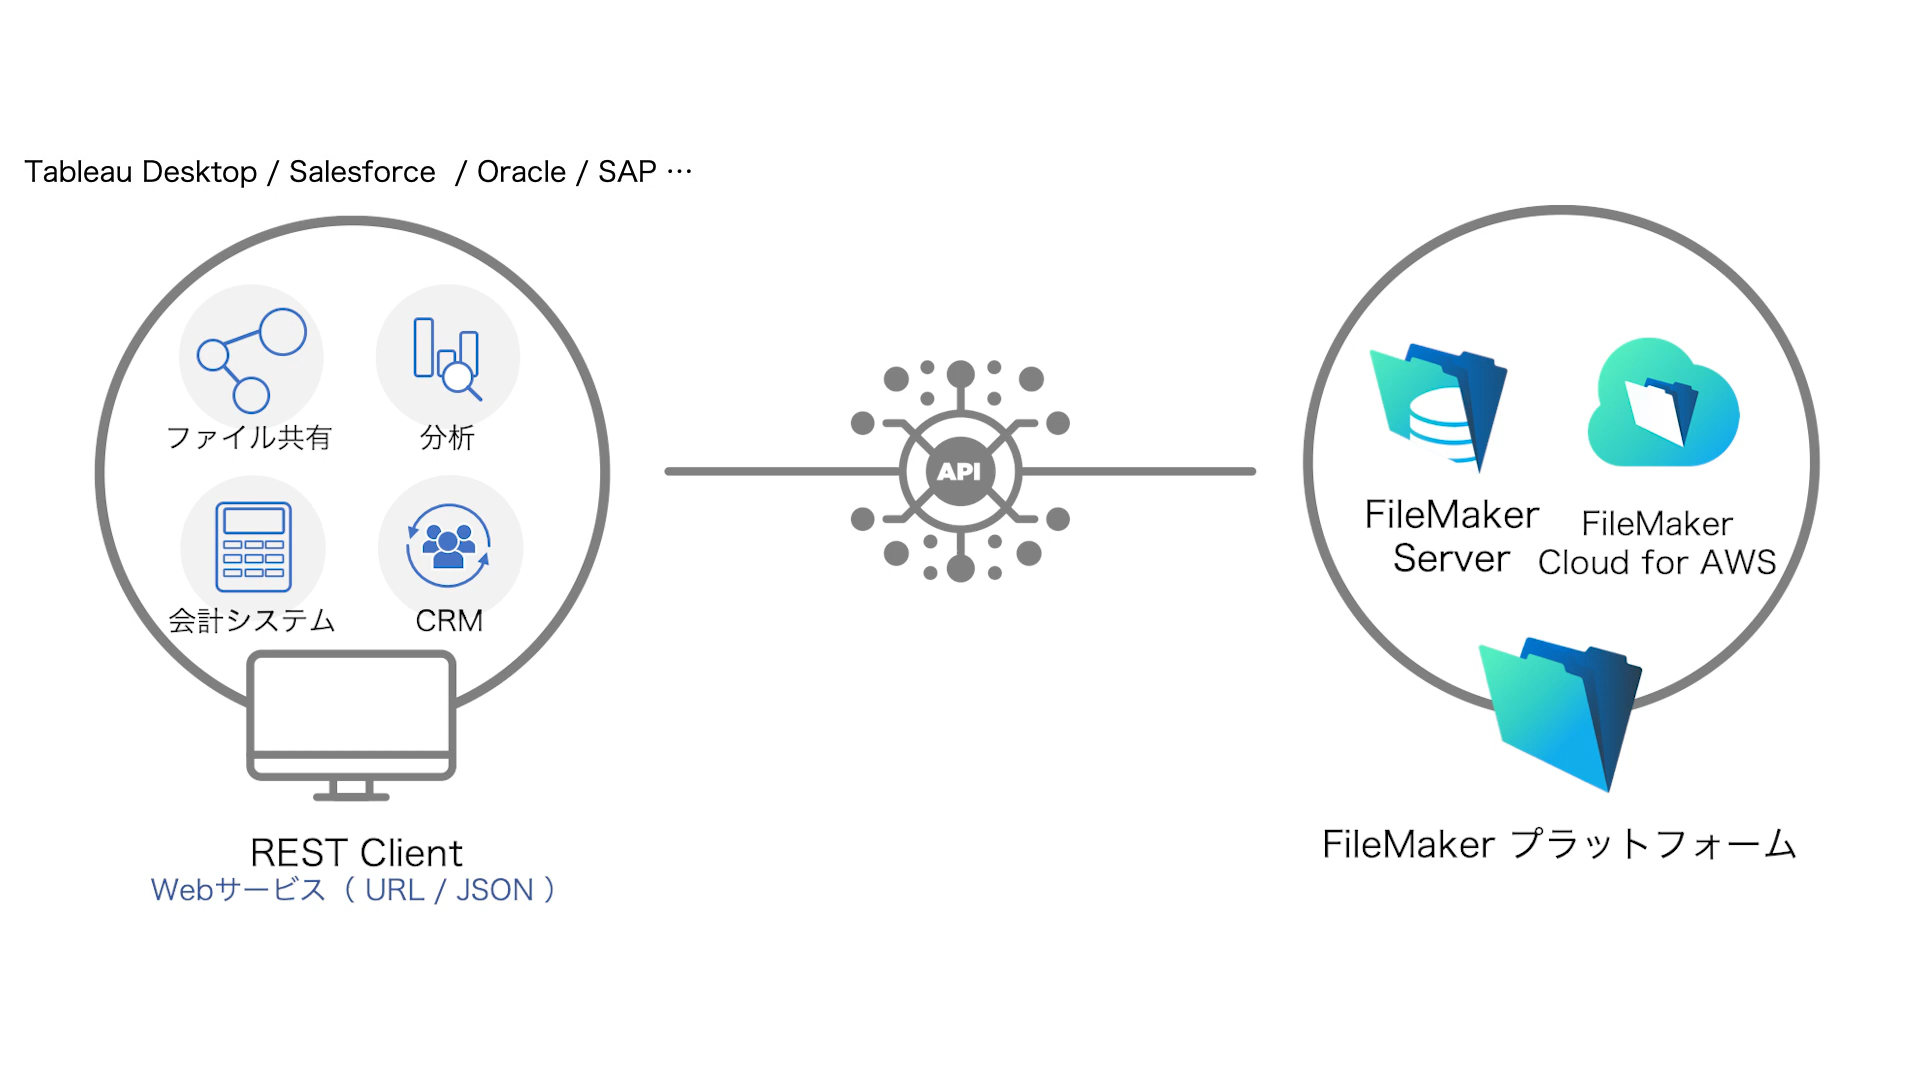 Tableau Desktop / Salesforce / Oracle / SAP …
ファイル共有
分析
会計システム
CRM
REST Client
Webサービス（ URL / JSON ）
API
FileMaker
Server
FileMaker
Cloud for AWS
FileMaker プラットフォーム